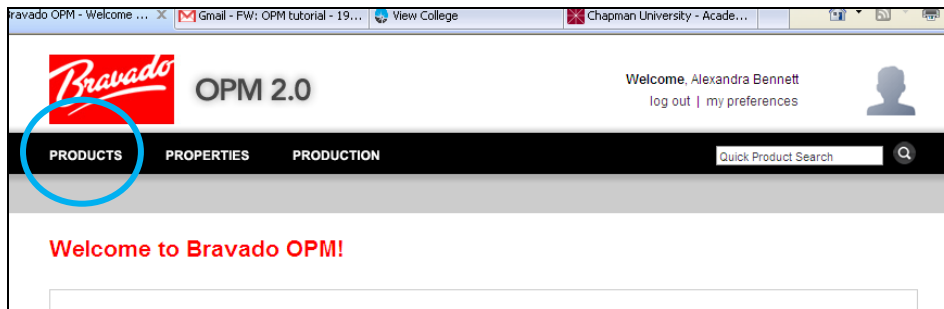 Bravado OPM - Welcome ... Gmail - FW: OPM tutorial - 19... View College Chapman University - Acade...
Bravado OPM 2.0
Welcome, Alexandra Bennett
log out | my preferences
PRODUCTS PROPERTIES PRODUCTION Quick Product Search
Welcome to Bravado OPM!